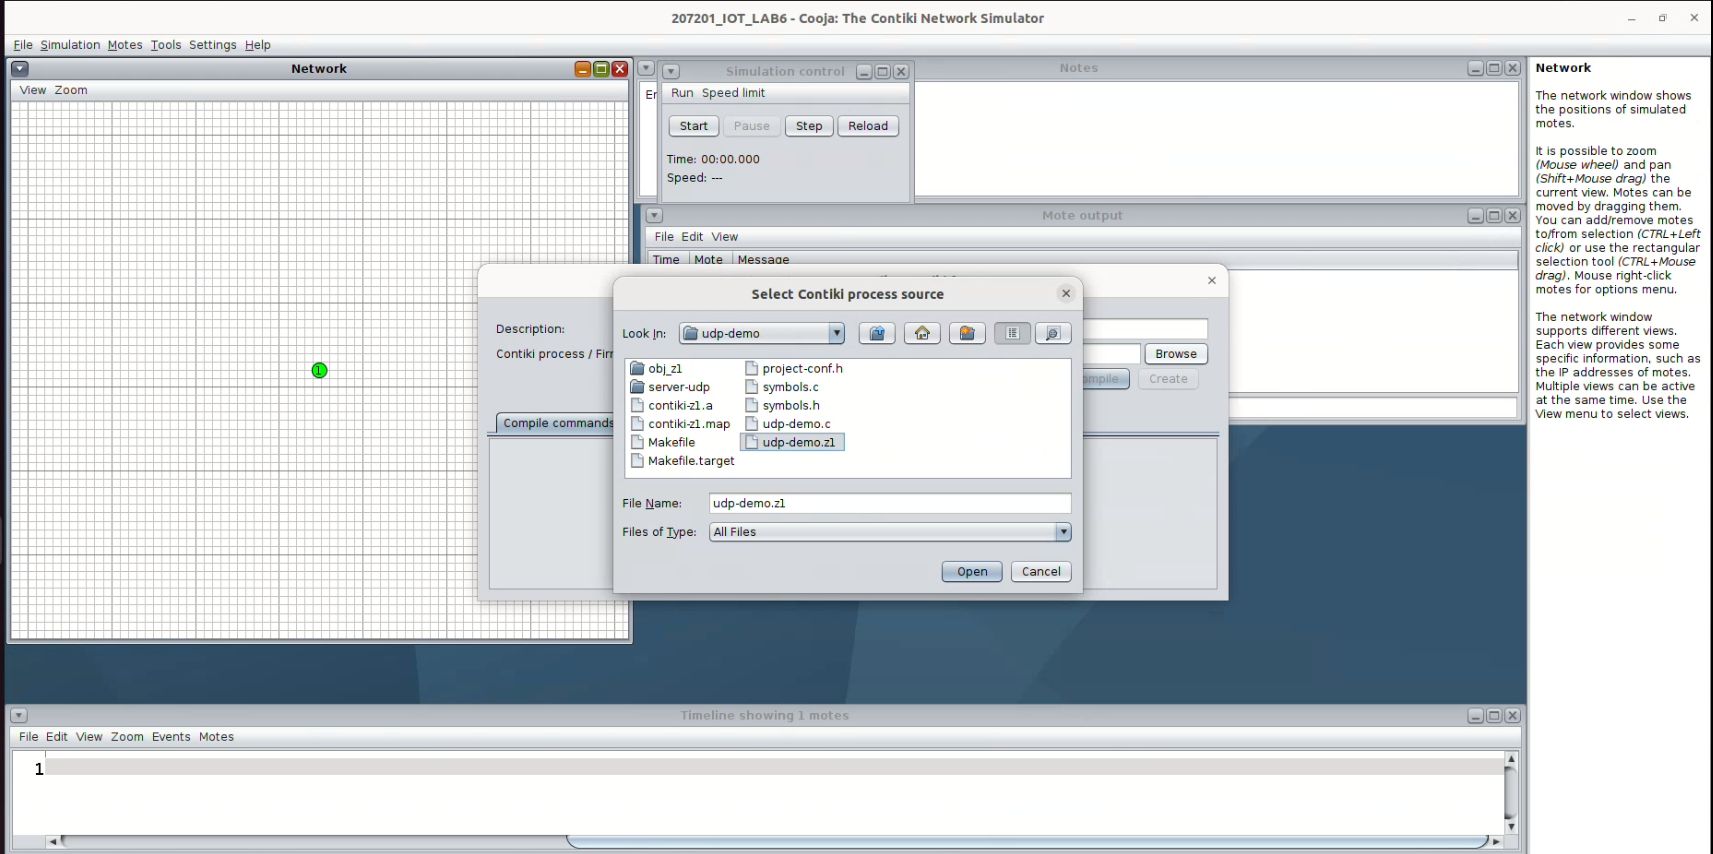 207201_IOT_LAB6 - Cooja: The Contiki Network Simulator
File Simulation Motes Tools Settings Help
Network
View Zoom
1
Simulation control
Run Speed limit
Start Pause Step Reload
Time: 00:00.000
Speed: ---
Notes
Er
Mote output
File Edit View
Time Mote Message
Description:
Contiki process / Firr
Browse
mpile Create
Compile commands
Select Contiki process source
Look In: udp-demo
obj_z1 project-conf.h
server-udp symbols.c
contiki-z1.a symbols.h
contiki-z1.map udp-demo.c
Makefile udp-demo.z1
Makefile.target
File Name: udp-demo.z1
Files of Type: All Files
Open Cancel
Timeline showing 1 motes
File Edit View Zoom Events Motes
1
Network
The network window shows
the positions of simulated
motes.
It is possible to zoom
(Mouse wheel) and pan
(Shift+Mouse drag) the
current view. Motes can be
moved by dragging them.
You can add/remove motes
to/from selection (CTRL+Left
click) or use the rectangular
selection tool (CTRL+Mouse
drag). Mouse right-click
motes for options menu.
The network window
supports different views.
Each view provides some
specific information, such as
the IP addresses of motes.
Multiple views can be active
at the same time. Use the
View menu to select views.